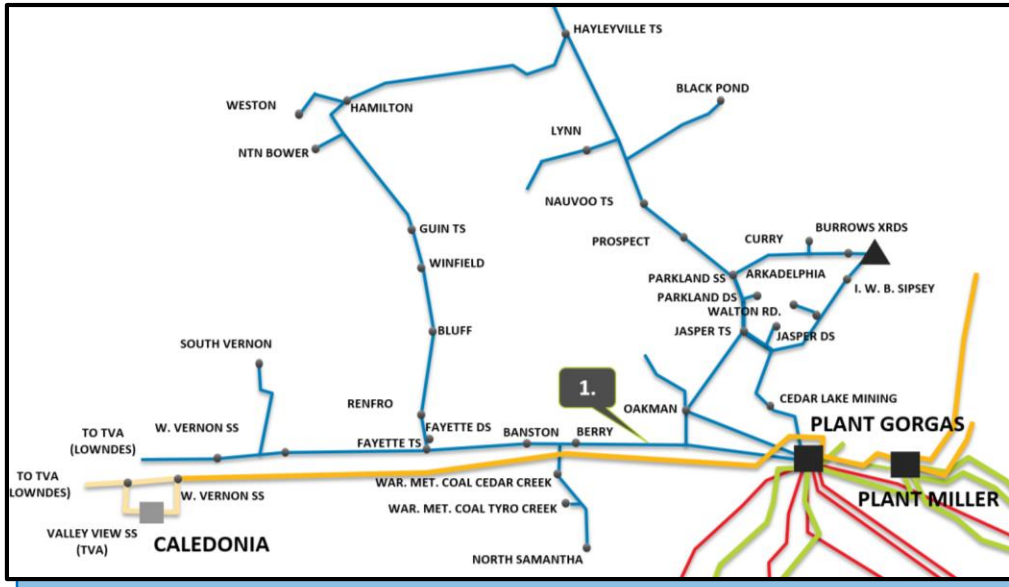 HAYLEYVILLE TS
BLACK POND
WESTON
HAMILTON
LYNN
NTN BOWER
NAUVOO TS
GUIN TS
PROSPECT
CURRY
BURROWS XRDS
WINFIELD
PARKLAND SS
ARKADELPHIA
I. W. B. SIPSEY
PARKLAND DS
WALTON RD.
BLUFF
JASPER TS
JASPER DS
SOUTH VERNON
1.
RENFRO
OAKMAN
CEDAR LAKE MINING
PLANT GORGAS
TO TVA
(LOWNDES)
W. VERNON SS
FAYETTE DS
FAYETTE TS
BANSTON
BERRY
TO TVA
LOWNDES)
W. VERNON SS
WAR. MET. COAL CEDAR CREEK
WAR. MET. COAL TYRO CREEK
PLANT MILLER
VALLEY VIEW SS
(TVA)
CALEDONIA
NORTH SAMANTHA